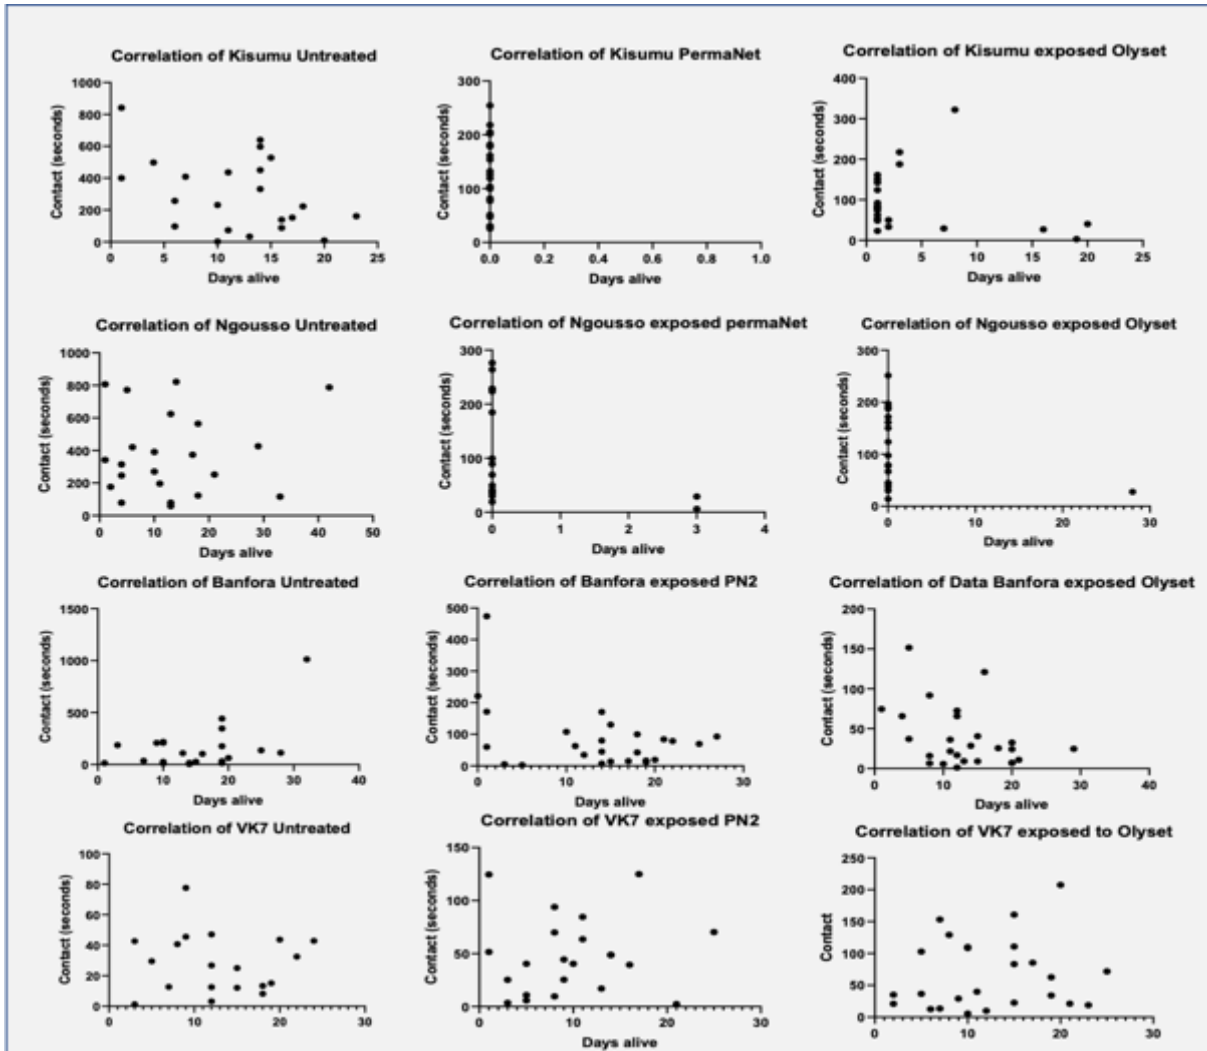 Correlation of Kisumu Untreated
Contact (seconds)
1000
800
600
400
200
0
0 5 10 15 20 25
Days alive
Correlation of Kisumu PermaNet
Contact (seconds)
300
200
100
0
0.0 0.2 0.4 0.6 0.8 1.0
Days alive
Correlation of Kisumu exposed Olyset
Contact (seconds)
400
300
200
100
0
0 5 10 15 20 25
Days alive
Correlation of Ngousso Untreated
Contact (seconds)
1000
800
600
400
200
0
0 10 20 30 40 50
Days alive
Correlation of Ngousso exposed permaNet
Contact (seconds)
300
200
100
0
0 1 2 3 4
Days alive
Correlation of Ngousso exposed Olyset
Contact (seconds)
300
200
100
0
0 10 20 30
Days alive
Correlation of Banfora Untreated
Contact (seconds)
1500
1000
500
0
0 10 20 30 40
Days alive
Correlation of Banfora exposed PN2
Contact (seconds)
500
400
300
200
100
0
0 10 20 30
Days alive
Correlation of Data Banfora exposed Olyset
Contact (seconds)
200
150
100
50
0
0 10 20 30 40
Days alive
Correlation of VK7 Untreated
Contact (seconds)
100
80
60
40
20
0
0 10 20 30
Days alive
Correlation of VK7 exposed PN2
Contact (seconds)
150
100
50
0
0 10 20 30
Days alive
Correlation of VK7 exposed to Olyset
Contact
250
200
150
100
50
0
0 10 20 30
Days alive